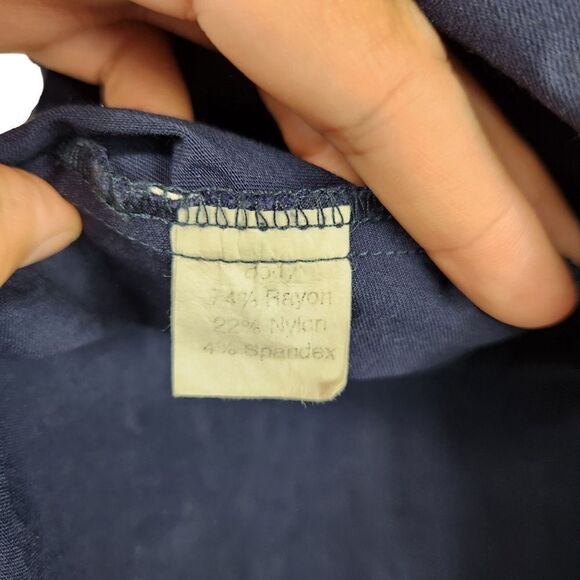 74% Rayon
22% Nylon
4% Spandex